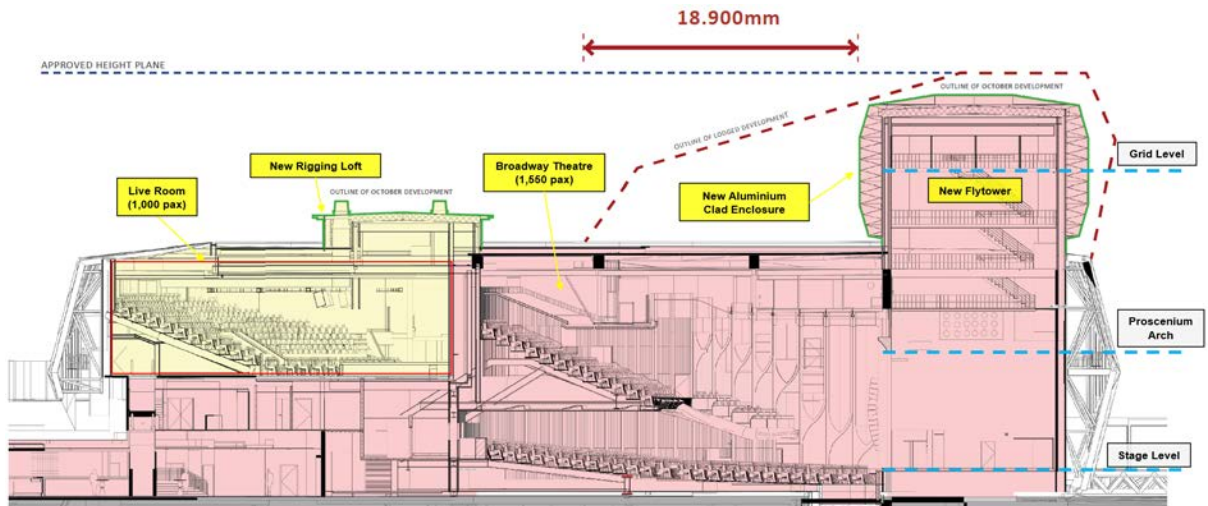 18.900mm
APPROVED HEIGHT PLANE
OUTLINE OF OCTOBER DEVELOPMENT
OUTLINE OF LODGED DEVELOPMENT
Grid Level
New Rigging Loft
Broadway Theatre
(1,550 pax)
Live Room
(1,000 pax)
OUTLINE OF OCTOBER DEVELOPMENT
New Aluminium
Clad Enclosure
New Flytower
Proscenium
Arch
Stage Level